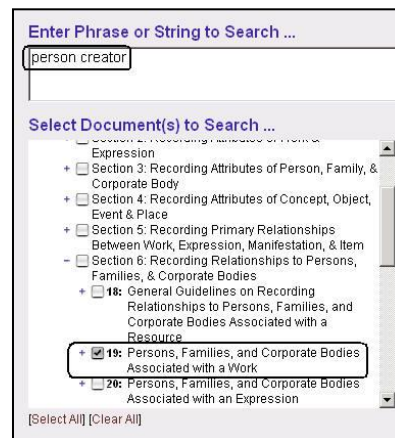 Enter Phrase or String to Search ...
person creator
Select Document(s) to Search ...
Expression
+ Section 3: Recording Attributes of Person, Family, &
Corporate Body
+ Section 4: Recording Attributes of Concept, Object,
Event & Place
+ Section 5: Recording Primary Relationships
Between Work, Expression, Manifestation, & Item
− Section 6: Recording Relationships to Persons,
Families, & Corporate Bodies
+ 18: General Guidelines on Recording
Relationships to Persons, Families, and
Corporate Bodies Associated with a
Resource
+ 19: Persons, Families, and Corporate Bodies
Associated with a Work
+ 20: Persons, Families, and Corporate Bodies
Associated with an Expression
[Select All] [Clear All]